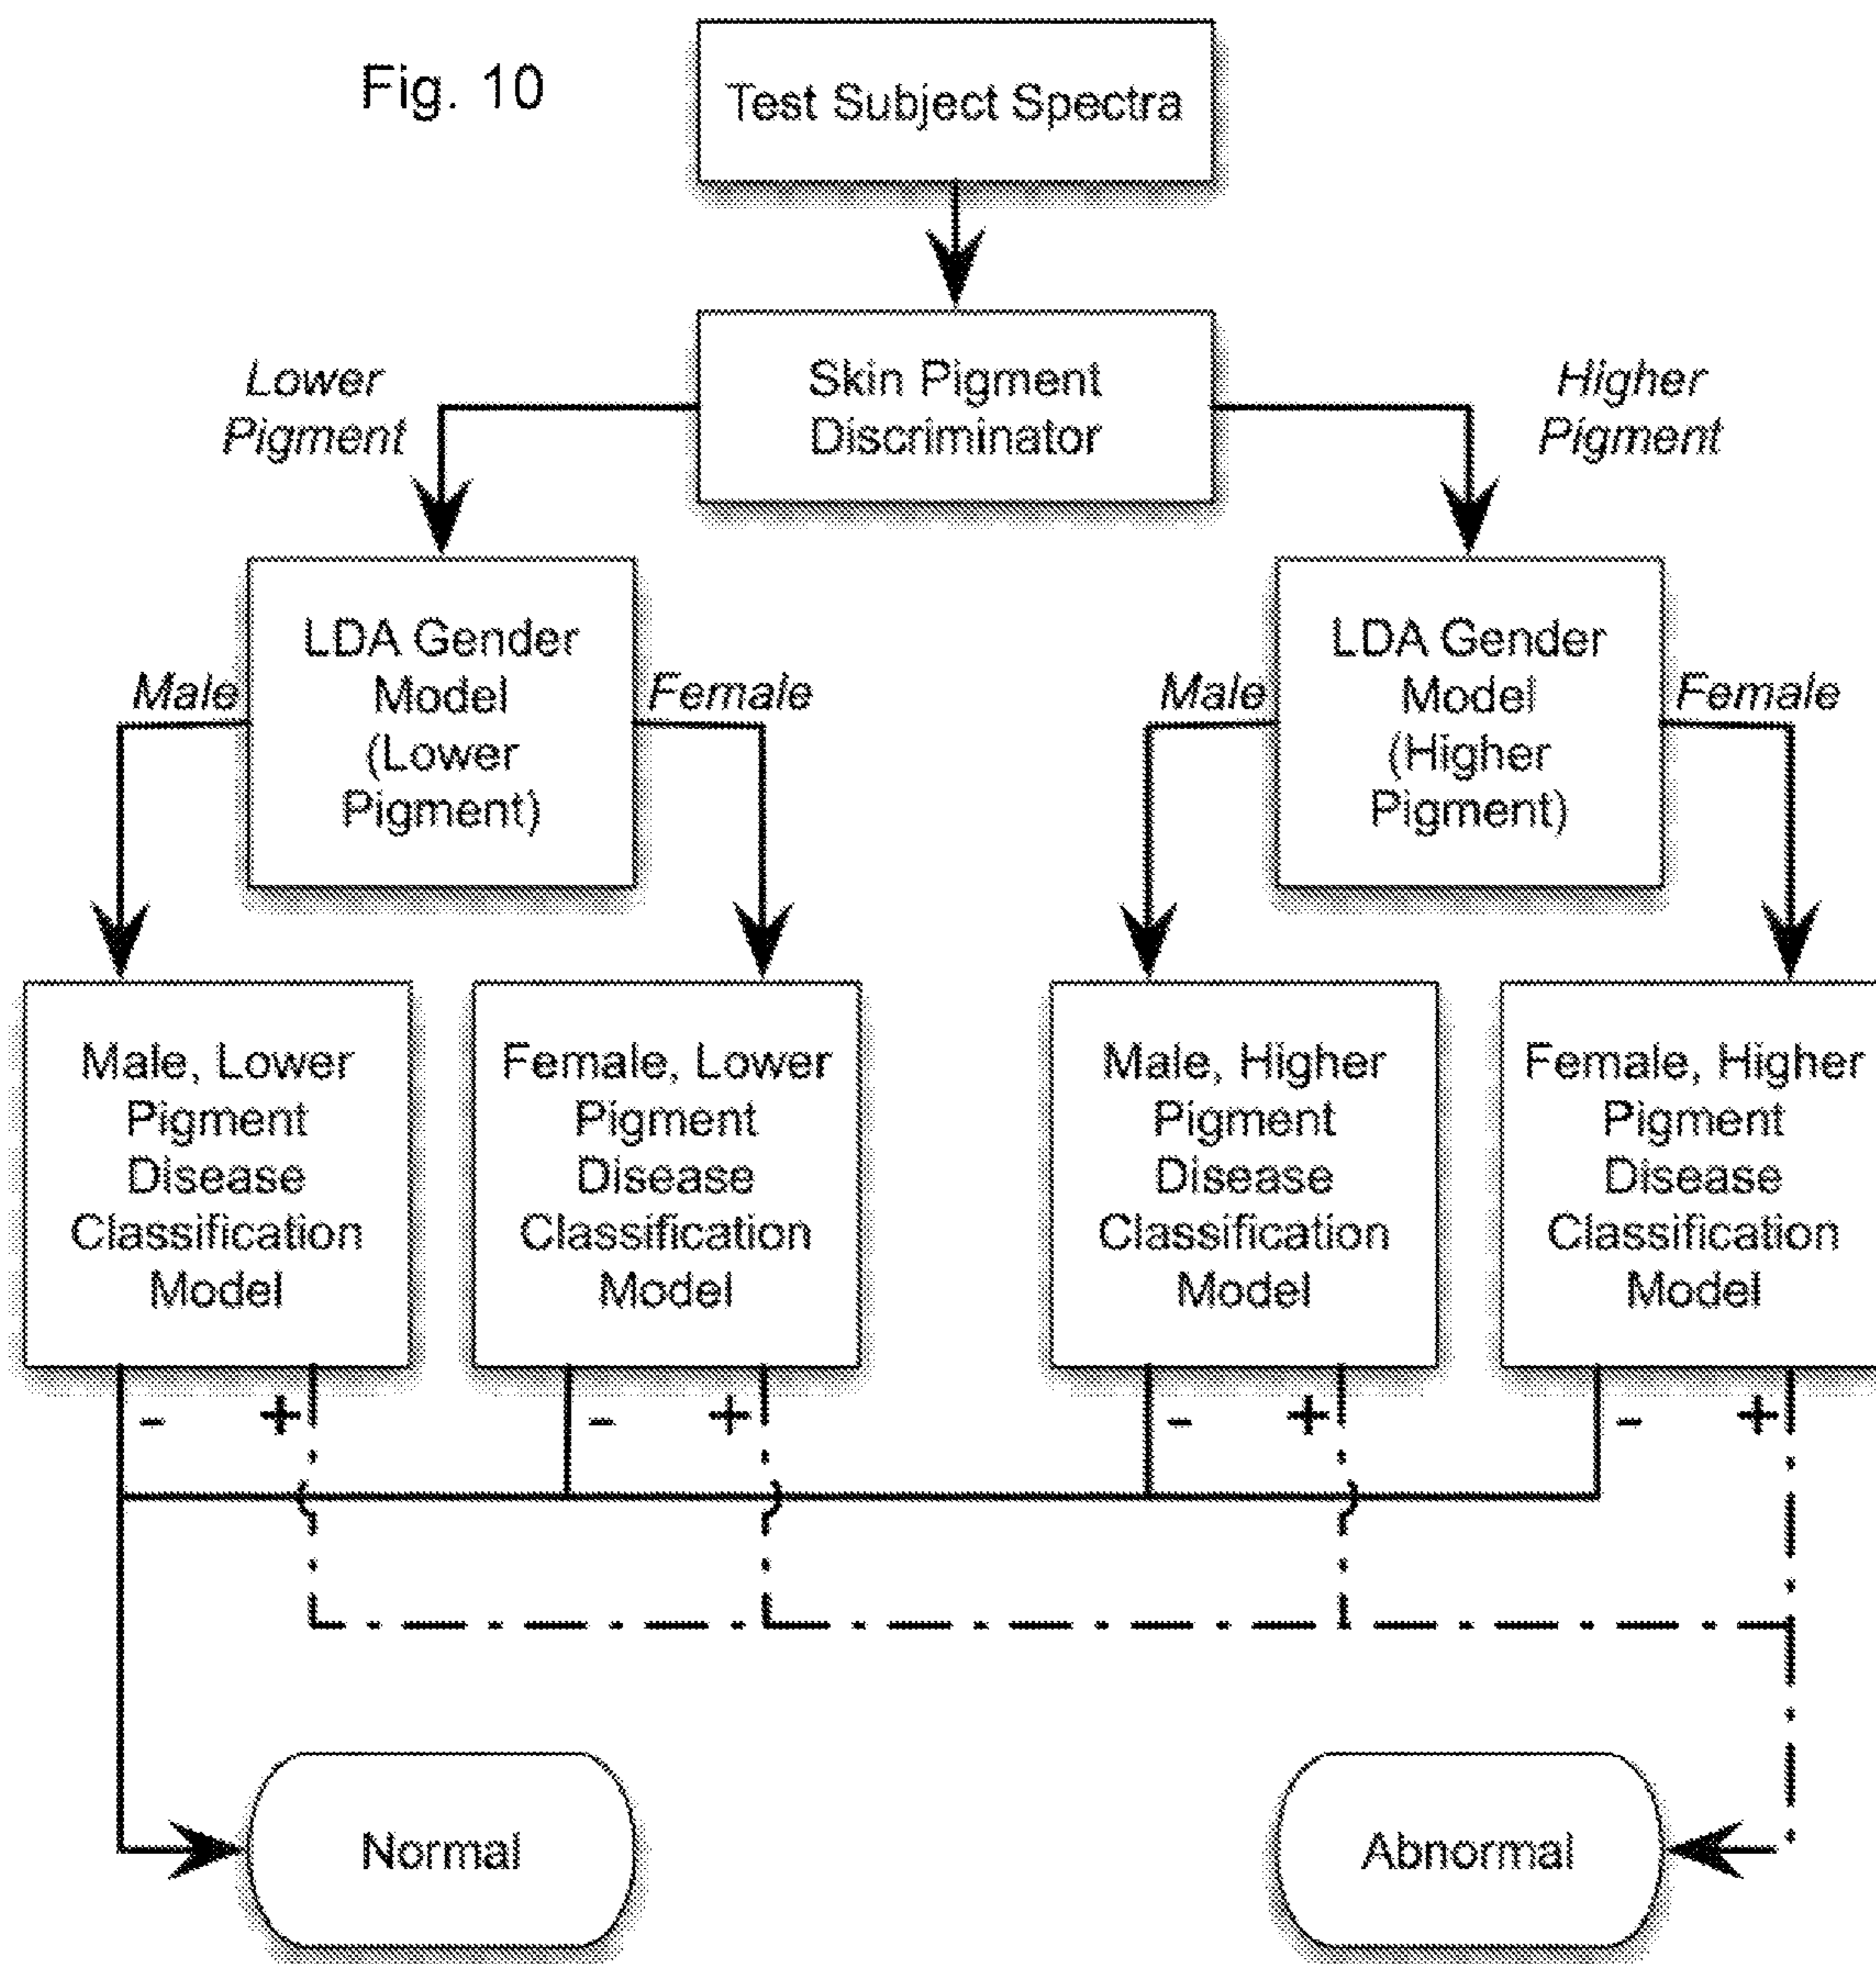 Fig. 10
Test Subject Spectra
Skin Pigment
Discriminator
Lower
Pigment
Higher
Pigment
LDA Gender
Model
(Lower
Pigment)
Male
Female
LDA Gender
Model
(Higher
Pigment)
Male
Female
Male, Lower
Pigment
Disease
Classification
Model
Female, Lower
Pigment
Disease
Classification
Model
Male, Higher
Pigment
Disease
Classification
Model
Female, Higher
Pigment
Disease
Classification
Model
- +
- +
- +
- +
Normal
Abnormal